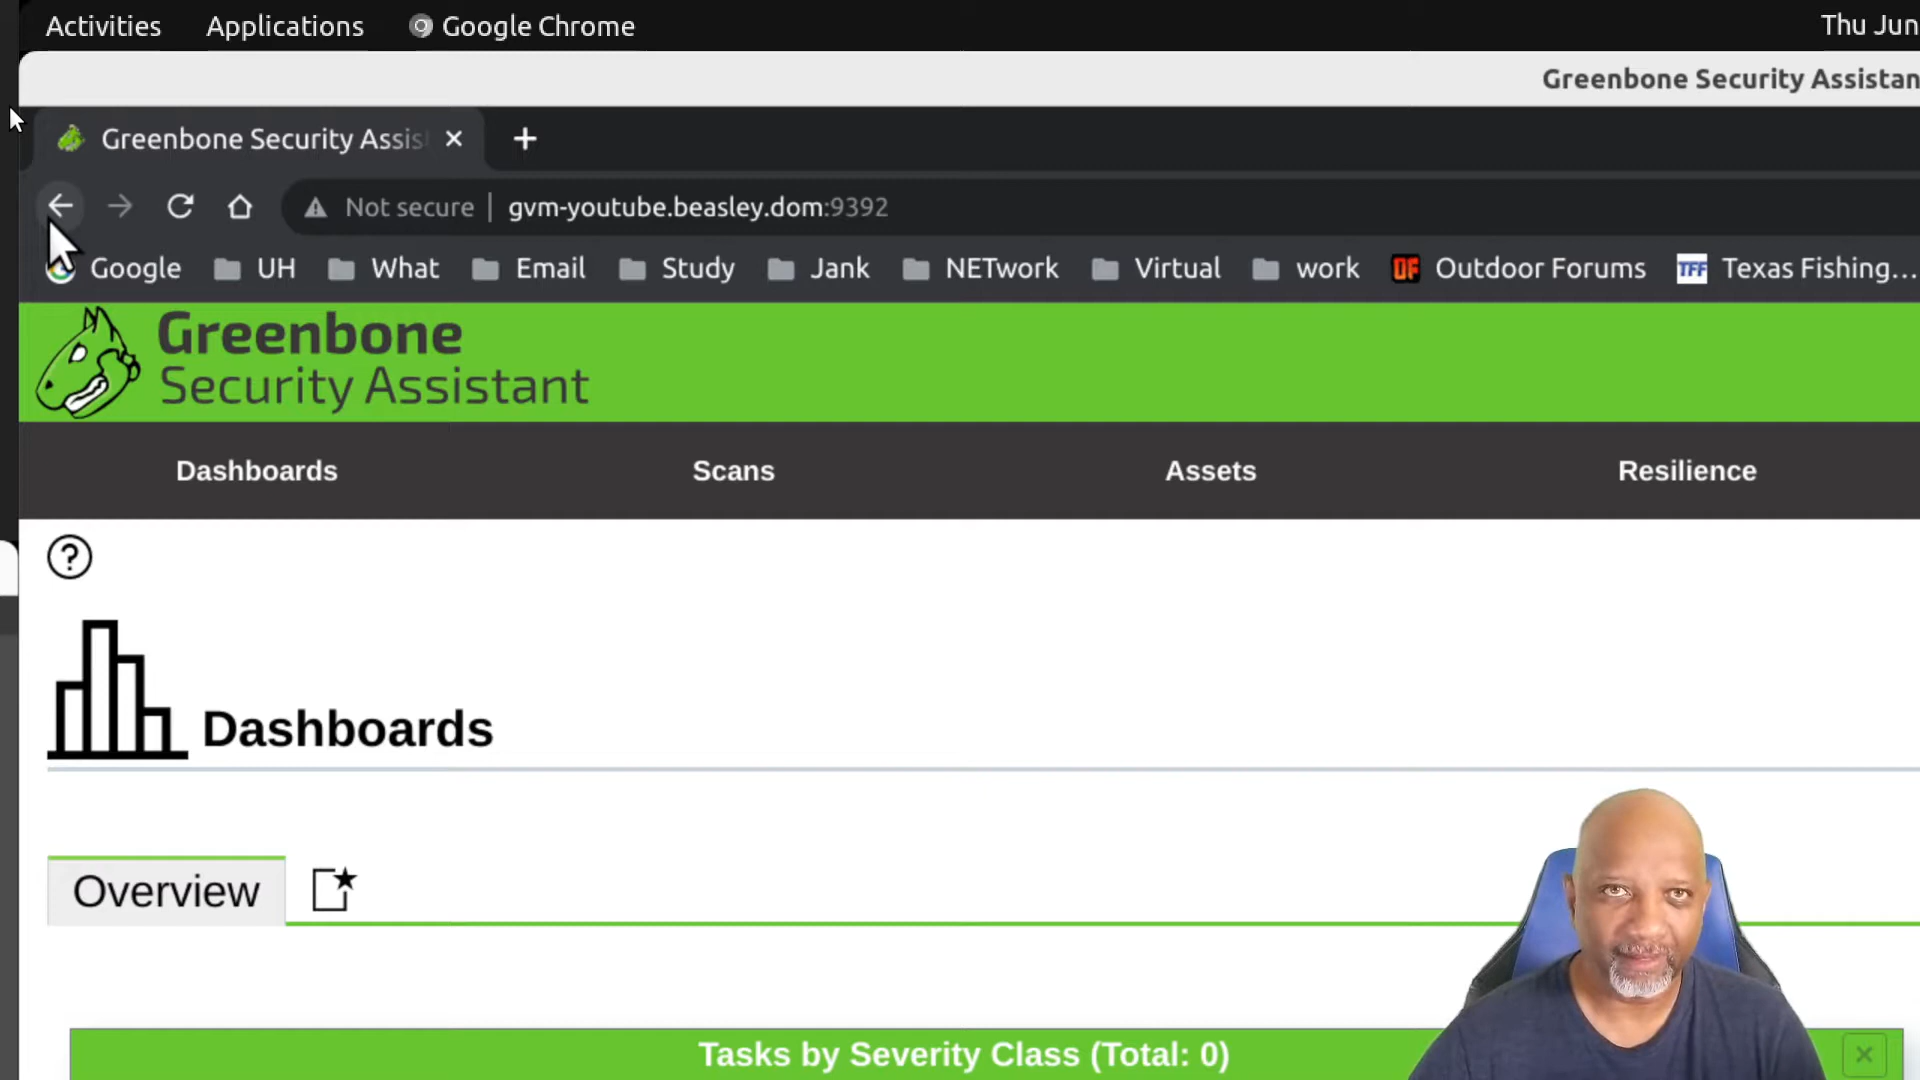 Activities Applications Google Chrome Thu Jun
Greenbone Security Assistan
Greenbone Security Assis
Not secure | gvm-youtube.beasley.dom:9392
Google UH What Email Study Jank NETwork Virtual work OF Outdoor Forums TFF Texas Fishing...
Greenbone
Security Assistant
Dashboards Scans Assets Resilience
?
Dashboards
Overview
Tasks by Severity Class (Total: 0)